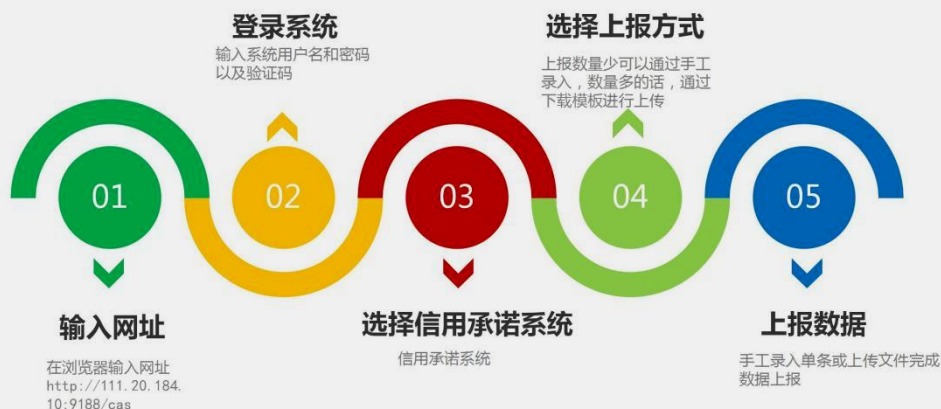 登录系统
输入系统用户名和密码
以及验证码
选择上报方式
上报数量少可以通过手工
录入，数量多的话，通过
下载模板进行上传
01
02
03
04
05
输入网址
在浏览器输入网址
http://111.20.184.
10:9188/cas
选择信用承诺系统
信用承诺系统
上报数据
手工录入单条或上传文件完成
数据上报